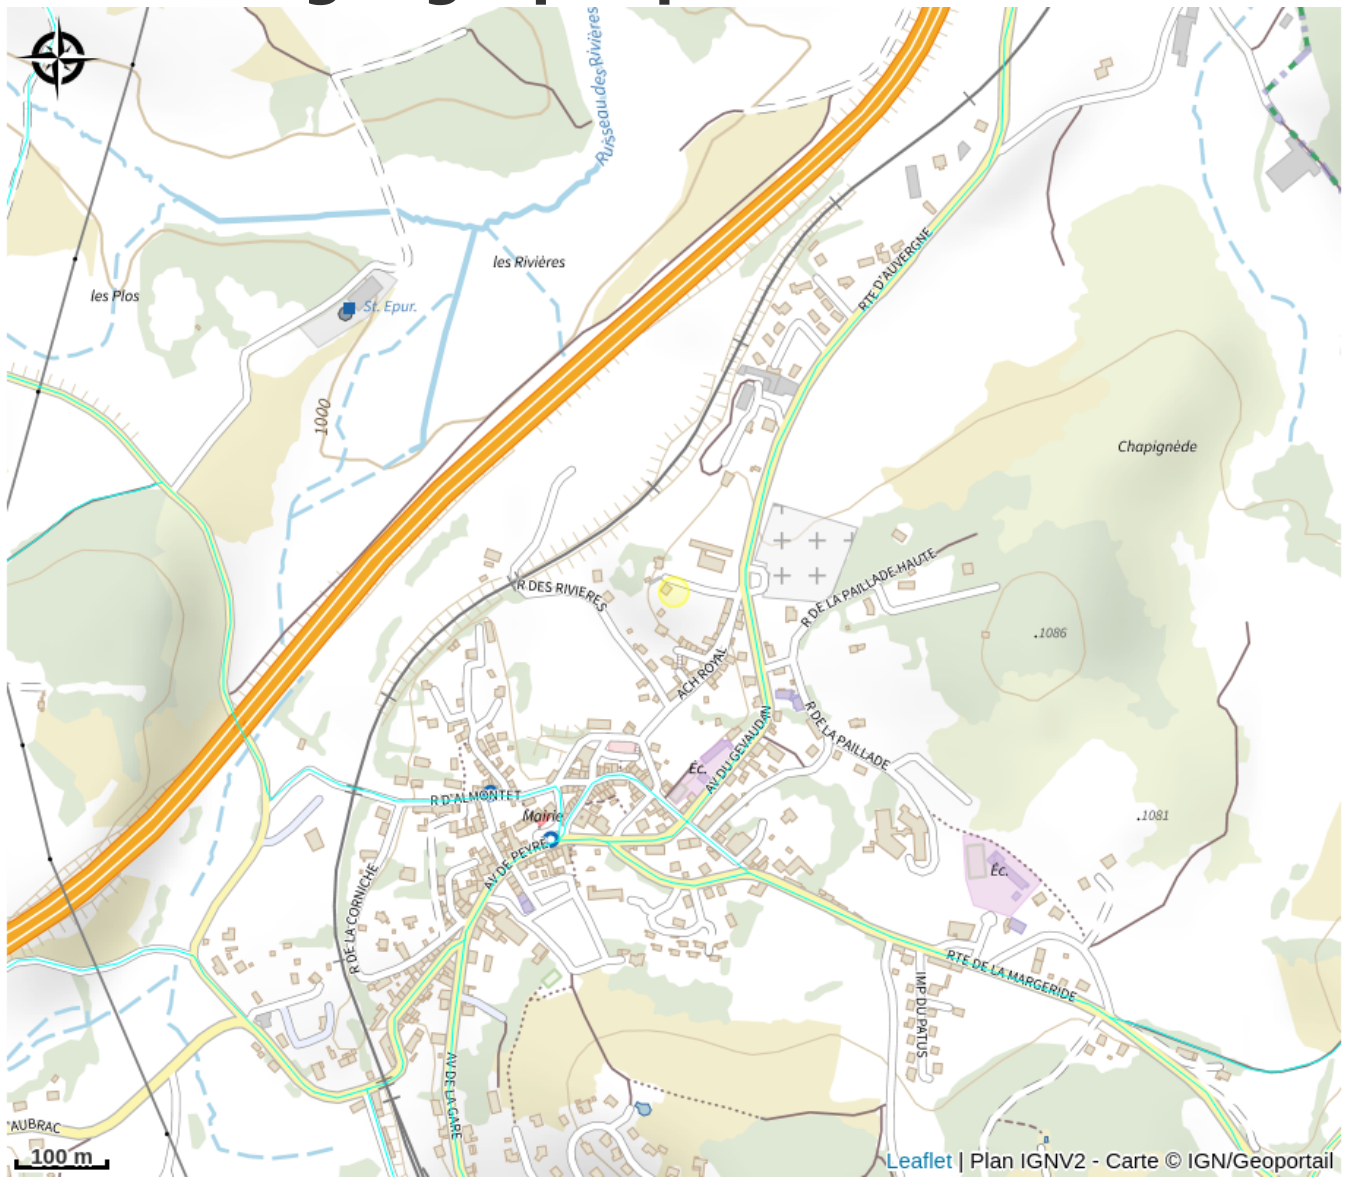 Ruisseau des Rivières
les Rivières
les Plos
St. Epur.
RTE D'AUVERGNE
1000
Chapignède
R DES RIVIERES
R DE LA PAILLADE HAUTE
.1086
ACH ROYAL
R DE LA PAILLADE
AV DU GEVAUDAN
Éc.
R D'ALMONTET
Mairie
.1081
AV DE PEYRE
Éc.
R DE LA CORNICHE
RTE DE LA MARGERIDE
IMP DU PATUS
AV DE LA GARE
AUBRAC
100 m
Leaflet | Plan IGNV2 - Carte © IGN/Geoportail